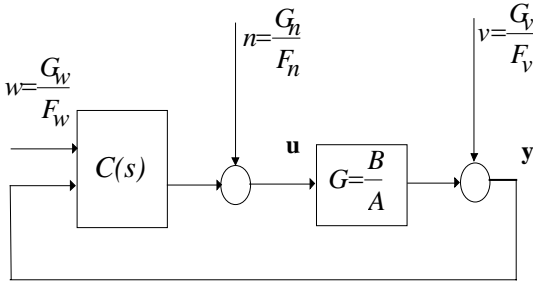 n=G_n/F_n
v=G_v/F_v
w=G_w/F_w
C(s)
u
G=B/A
y